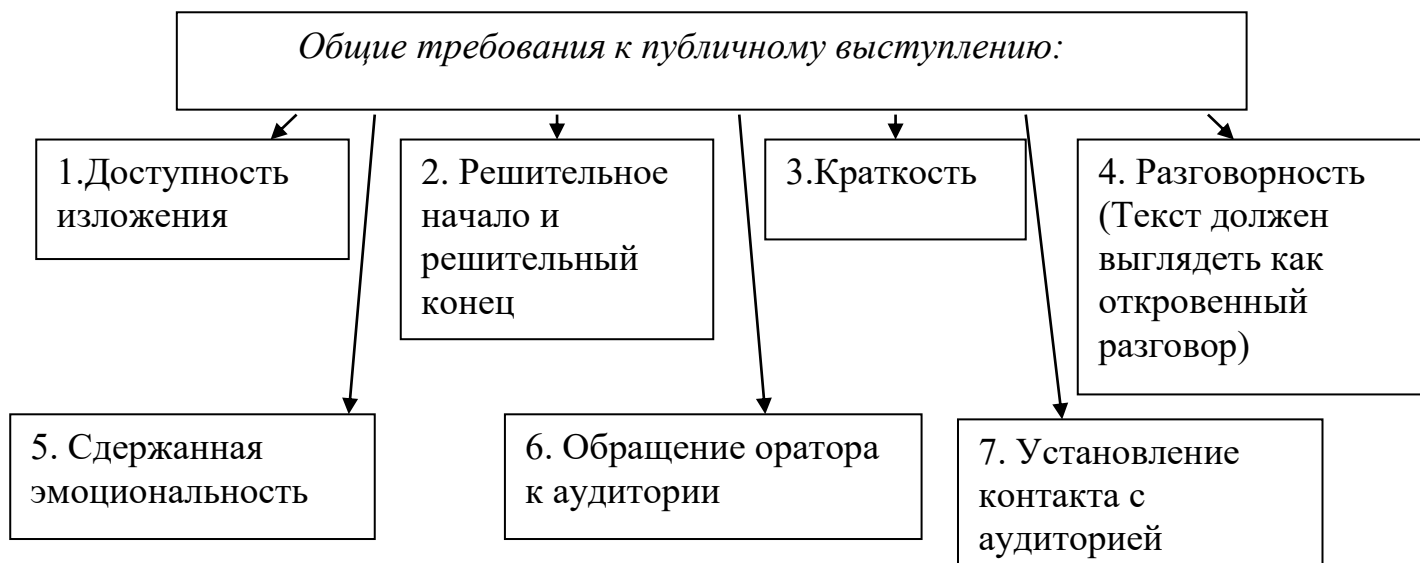 Общие требования к публичному выступлению:
1.Доступность
изложения
2. Решительное
начало и
решительный
конец
3.Краткость
4. Разговорность
(Текст должен
выглядеть как
откровенный
разговор)
5. Сдержанная
эмоциональность
6. Обращение оратора
к аудитории
7. Установление
контакта с
аудиторией